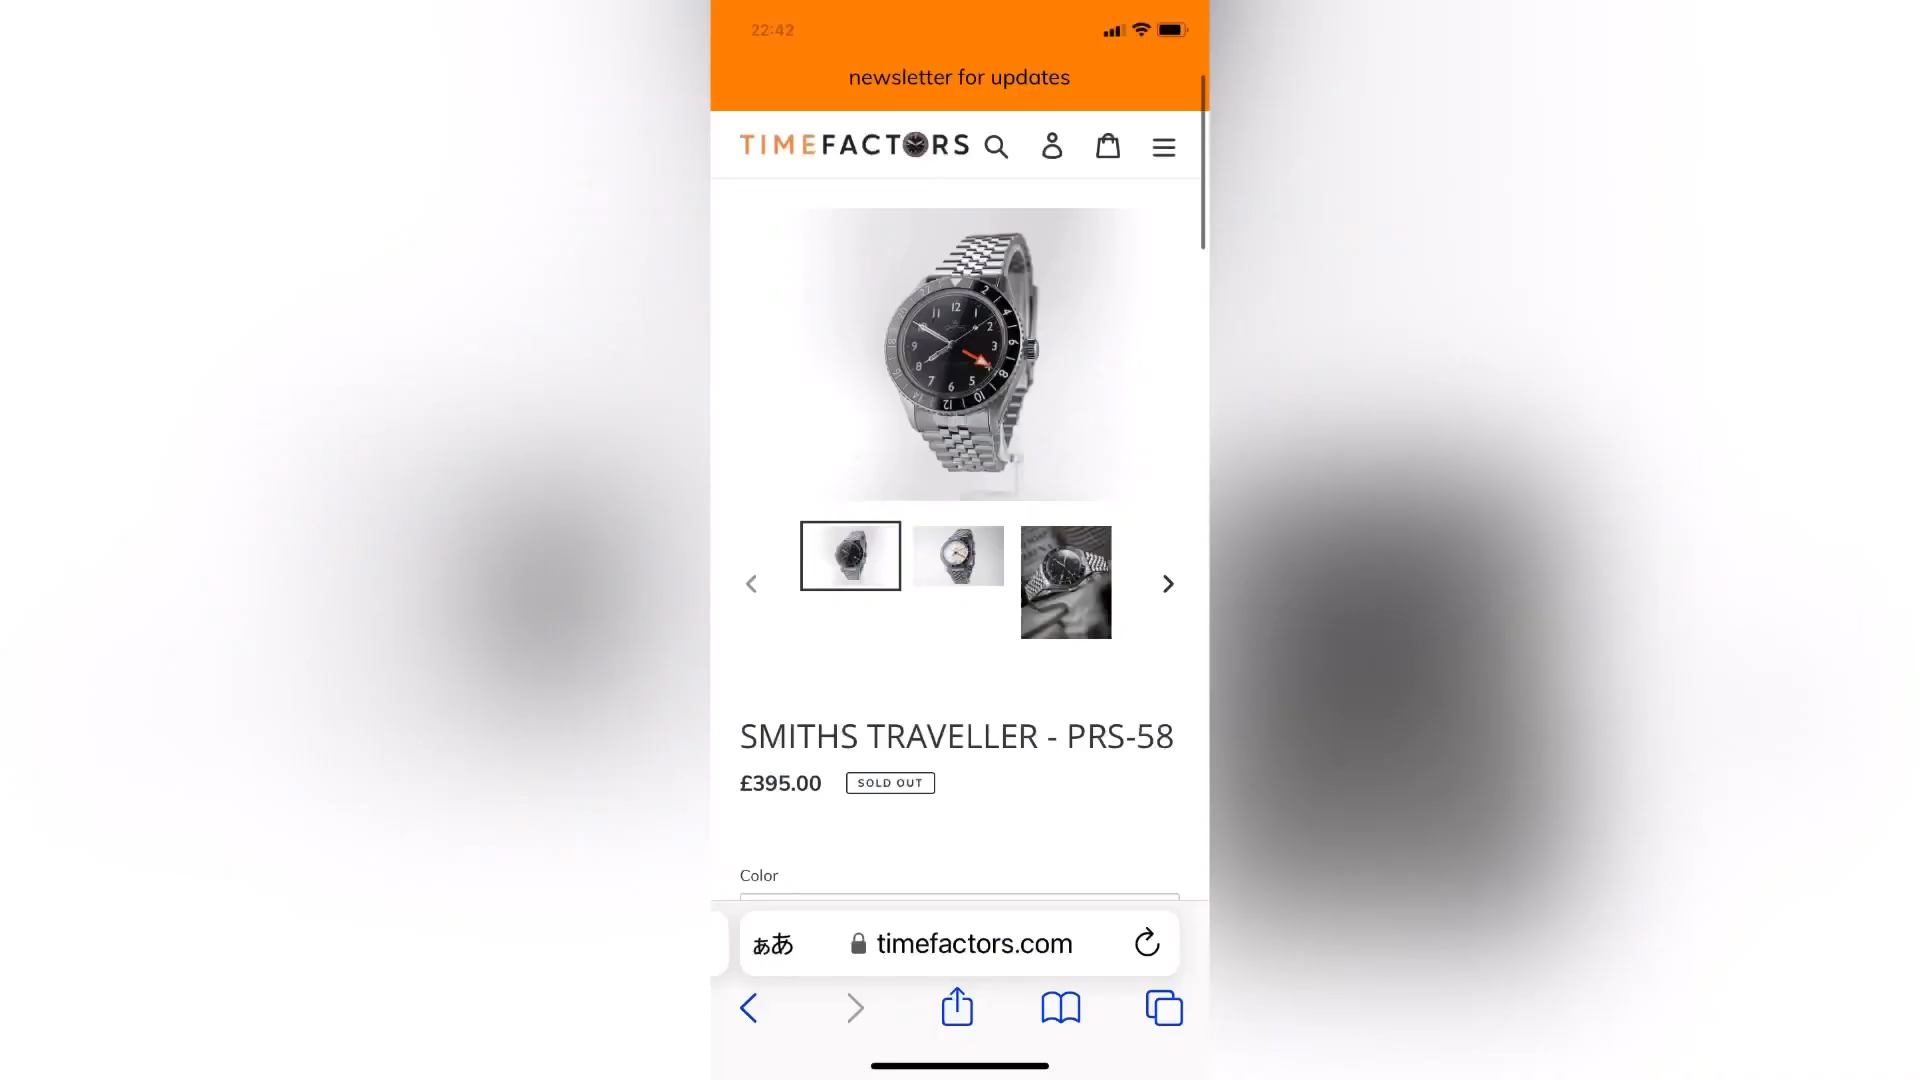 22:42
newsletter for updates
TIMEFACTORS
SMITHS TRAVELLER - PRS-58
£395.00 SOLD OUT
Color
ぁあ timefactors.com